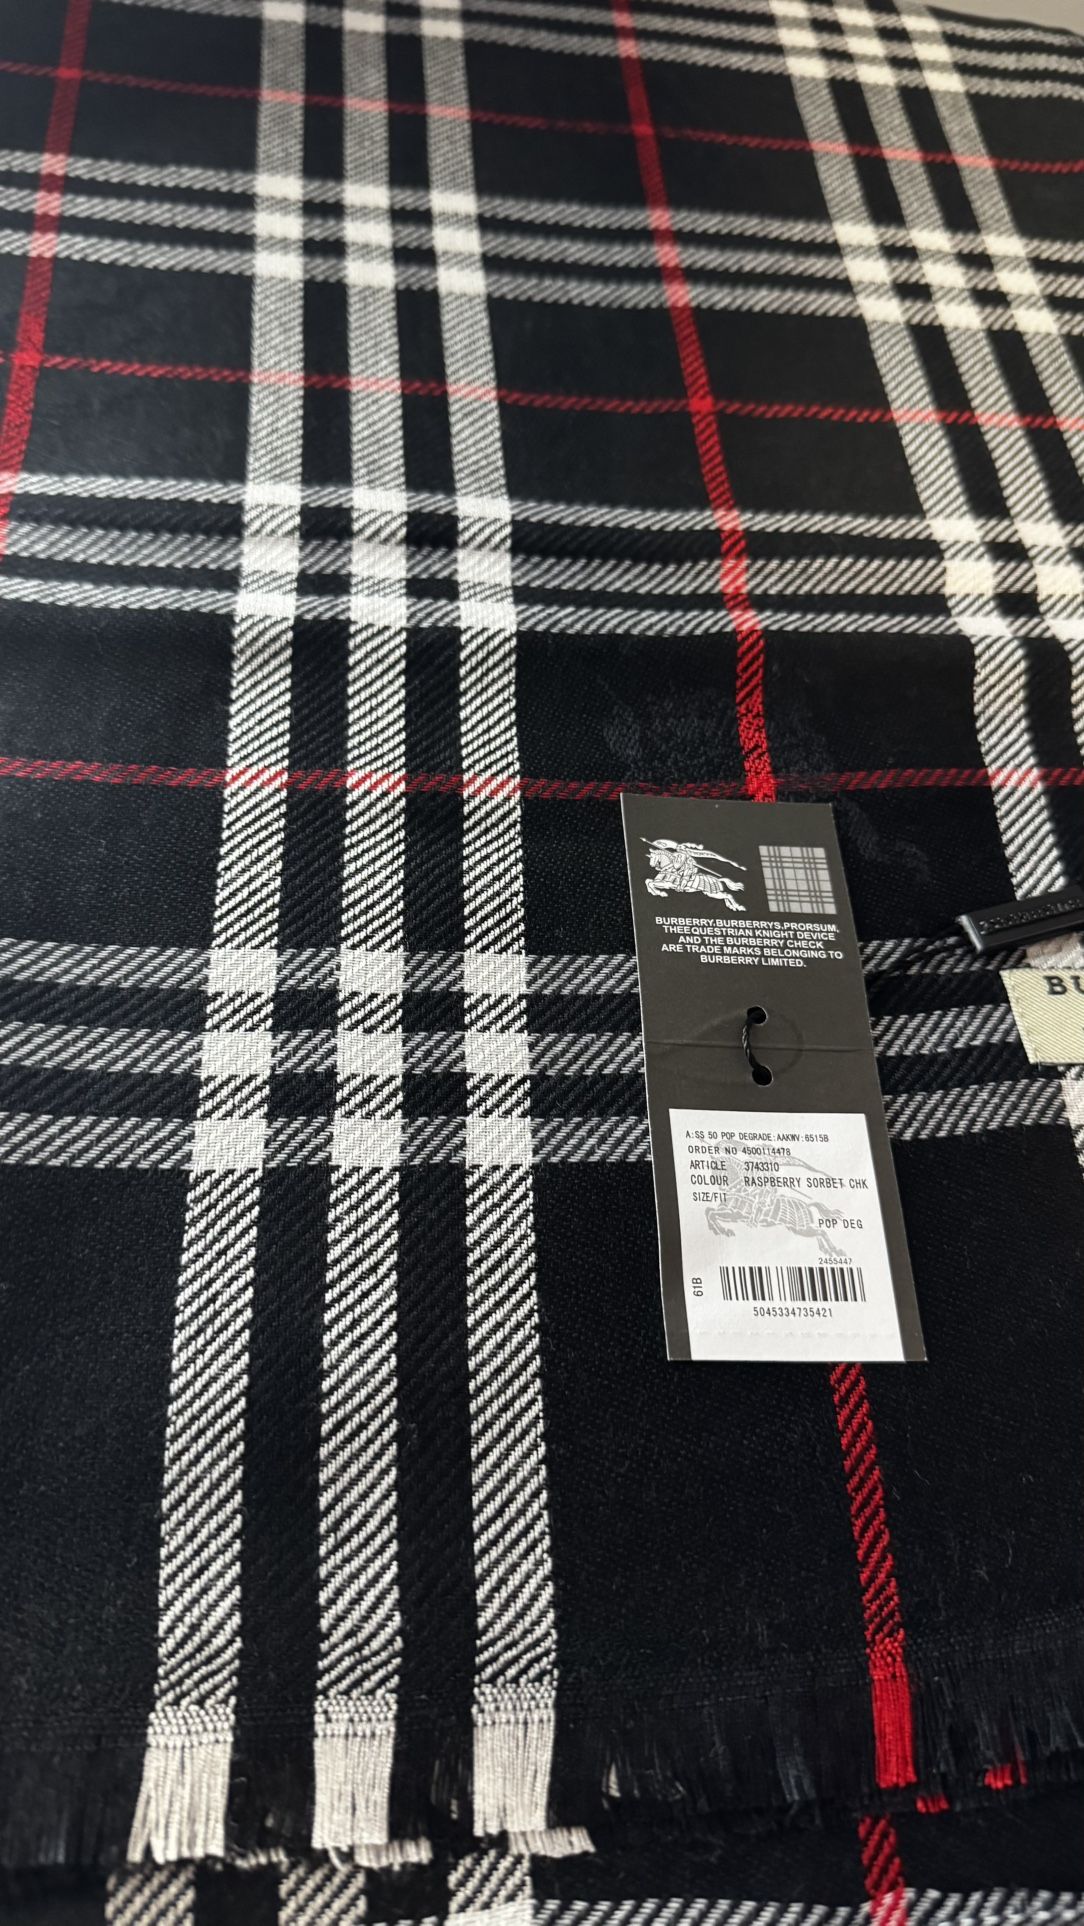 BURBERRY.BURBERRYS.PRORSUM,
THEEQUESTRIAN KNIGHT DEVICE
AND THE BURBERRY CHECK
ARE TRADE MARKS BELONGING TO
BURBERRY LIMITED.
BU
A:SS 50 POP DEGRADE:AAKWV:6515B
ORDER NO 4500114478
ARTICLE 3743310
COLOUR RASPBERRY SORBET CHK
SIZE/FIT
POP DEG
2455447
61B
5045334735421